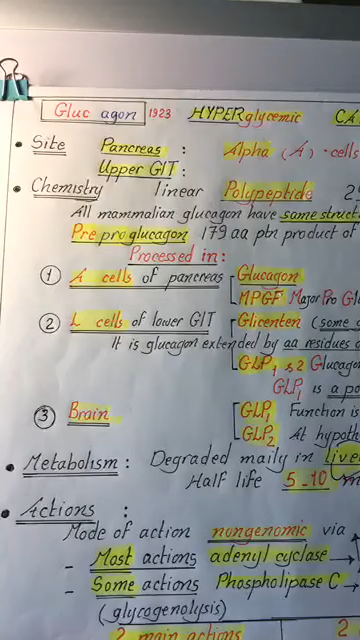 Glucagon 1923 HYPERglycemic CA
• Site Pancreas : Alpha (A) - cells
Upper GIT :
• Chemistry linear Polypeptide 2
All mammalian glucagon have same struct
Pre proglucagon 179 aa ptn product of
Processed in:
① A cells of pancreas Glucagon
MPGF Major Pro Gl
② L cells of lower GIT Glicenten (some
It is glucagon extended by aa residues
GLP1 & 2 Glucagon
GLP1 is a po
③ Brain GLP1 Function is
GLP2 At hypoth
• Metabolism : Degraded maily in live
Half life 5-10 m
• Actions :
Mode of action nongenomic via
- Most actions adenyl cyclase →
- Some actions Phospholipase C →
(glycogenolysis)
2 main actions 2